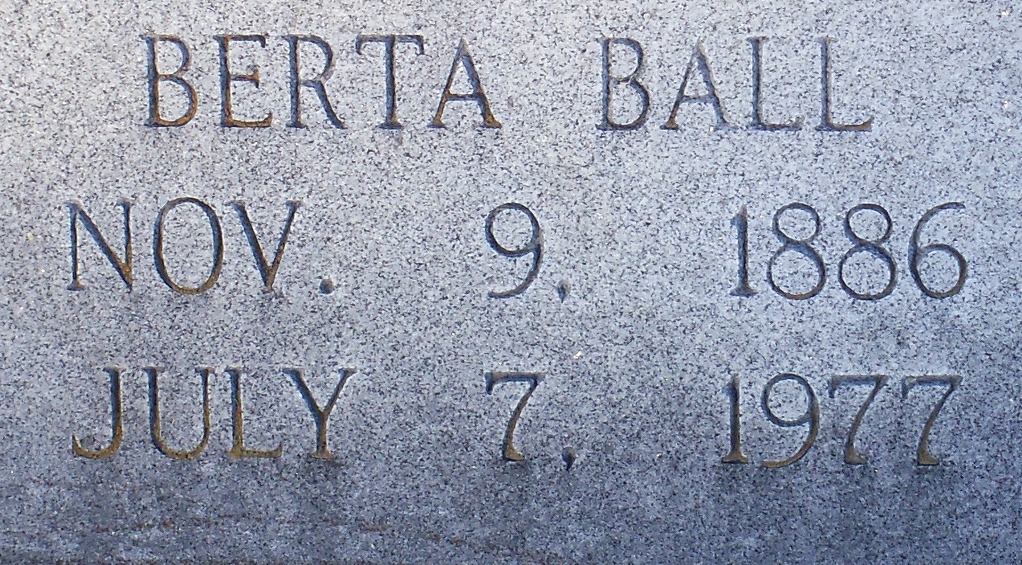 BERTA BALL
NOV. 9, 1886
JULY 7, 1977